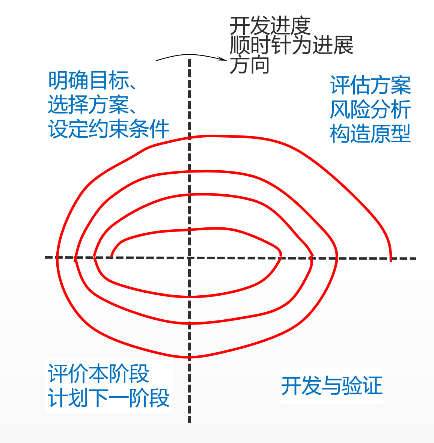 开发进度
顺时针为进展
方向
明确目标、
选择方案、
设定约束条件
评估方案
风险分析
构造原型
评价本阶段
计划下一阶段
开发与验证